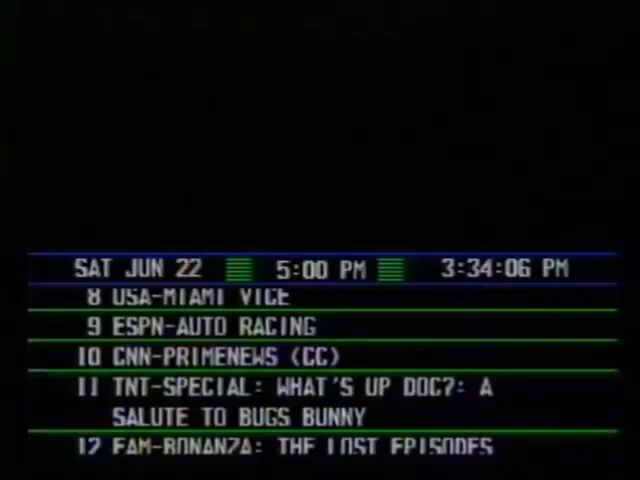 SAT JUN 22 5:00 PM 3:34:06 PM
8 USA-MIAMI VICE
9 ESPN-AUTO RACING
10 CNN-PRIMENEWS (CC)
11 TNT-SPECIAL: WHAT'S UP DOC?: A
SALUTE TO BUGS BUNNY
12 FAM-BONANZA: THE LOST EPISODES